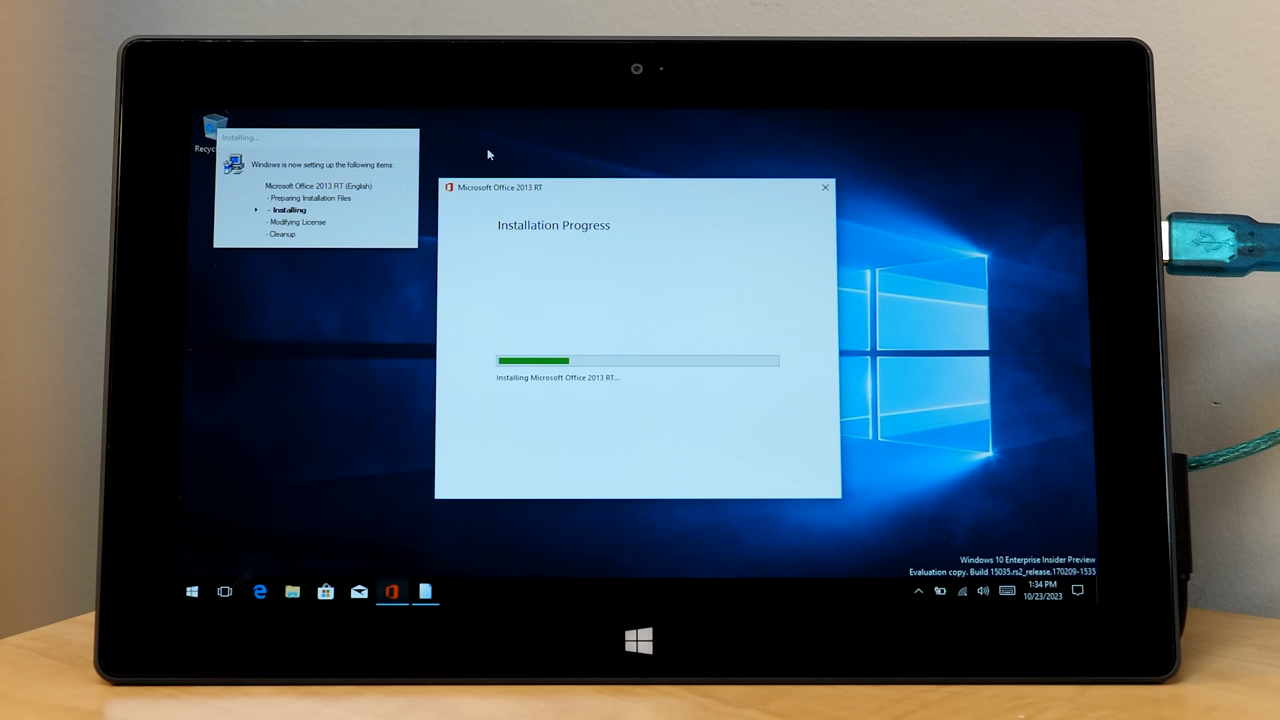 Recyc
Installing...
Windows is now setting up the following items:
Microsoft Office 2013 RT (English)
- Preparing Installation Files
- Installing
- Modifying License
- Cleanup
Microsoft Office 2013 RT
Installation Progress
Installing Microsoft Office 2013 RT...
Windows 10 Enterprise Insider Preview
Evaluation copy. Build 15035.rs2_release.170209-1535
1:34 PM
10/23/2023